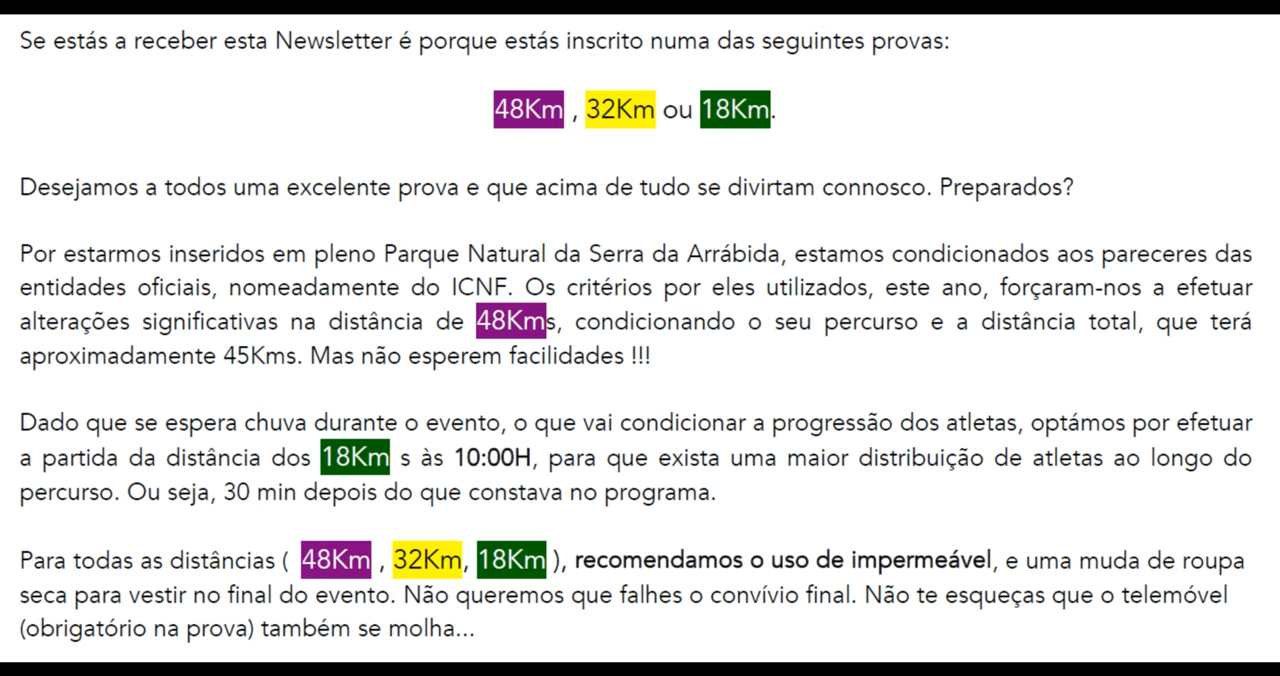 Se estás a receber esta Newsletter é porque estás inscrito numa das seguintes provas:
48Km , 32Km ou 18Km.
Desejamos a todos uma excelente prova e que acima de tudo se divirtam connosco. Preparados?
Por estarmos inseridos em pleno Parque Natural da Serra da Arrábida, estamos condicionados aos pareceres das
entidades oficiais, nomeadamente do ICNF. Os critérios por eles utilizados, este ano, forçaram-nos a efetuar
alterações significativas na distância de 48Kms, condicionando o seu percurso e a distância total, que terá
aproximadamente 45Kms. Mas não esperem facilidades !!!
Dado que se espera chuva durante o evento, o que vai condicionar a progressão dos atletas, optámos por efetuar
a partida da distância dos 18Km s às 10:00H, para que exista uma maior distribuição de atletas ao longo do
percurso. Ou seja, 30 min depois do que constava no programa.
Para todas as distâncias ( 48Km , 32Km, 18Km ), recomendamos o uso de impermeável, e uma muda de roupa
seca para vestir no final do evento. Não queremos que falhes o convívio final. Não te esqueças que o telemóvel
(obrigatório na prova) também se molha...